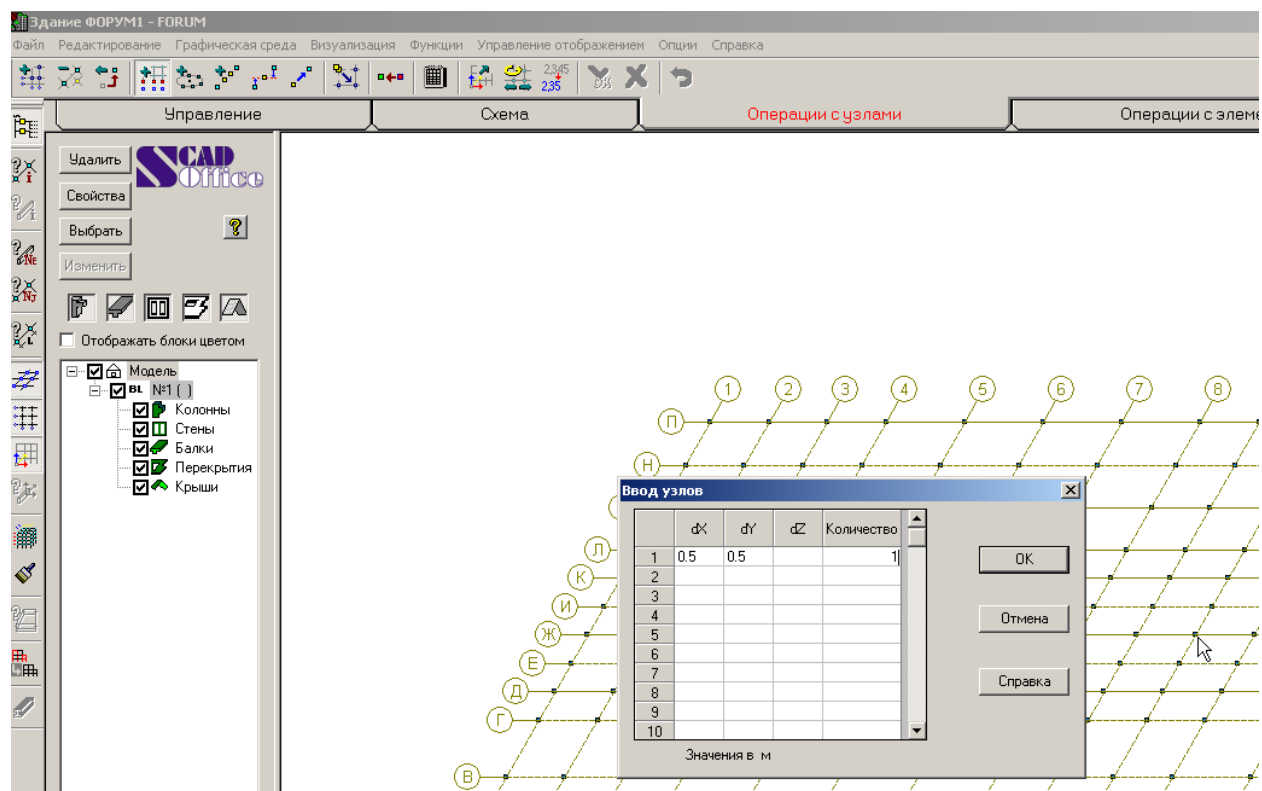 Здание ФОРУМ1 - FORUM
Файл Редактирование Графическая среда Визуализация Функции Управление отображением Опции Справка
2,345
2,35
Управление Схема Операции с узлами Операции с элем
Удалить
SCAD Office
Свойства
Выбрать
Изменить
Отображать блоки цветом
Модель
BL №1 ( )
Колонны
Стены
Балки
Перекрытия
Крыши
1 2 3 4 5 6 7 8
П
Н
Л
К
И
Ж
Е
Д
Г
В
Ввод узлов
dX dY dZ Количество
1 0.5 0.5 1
2
3
4
5
6
7
8
9
10
Значения в м
OK
Отмена
Справка